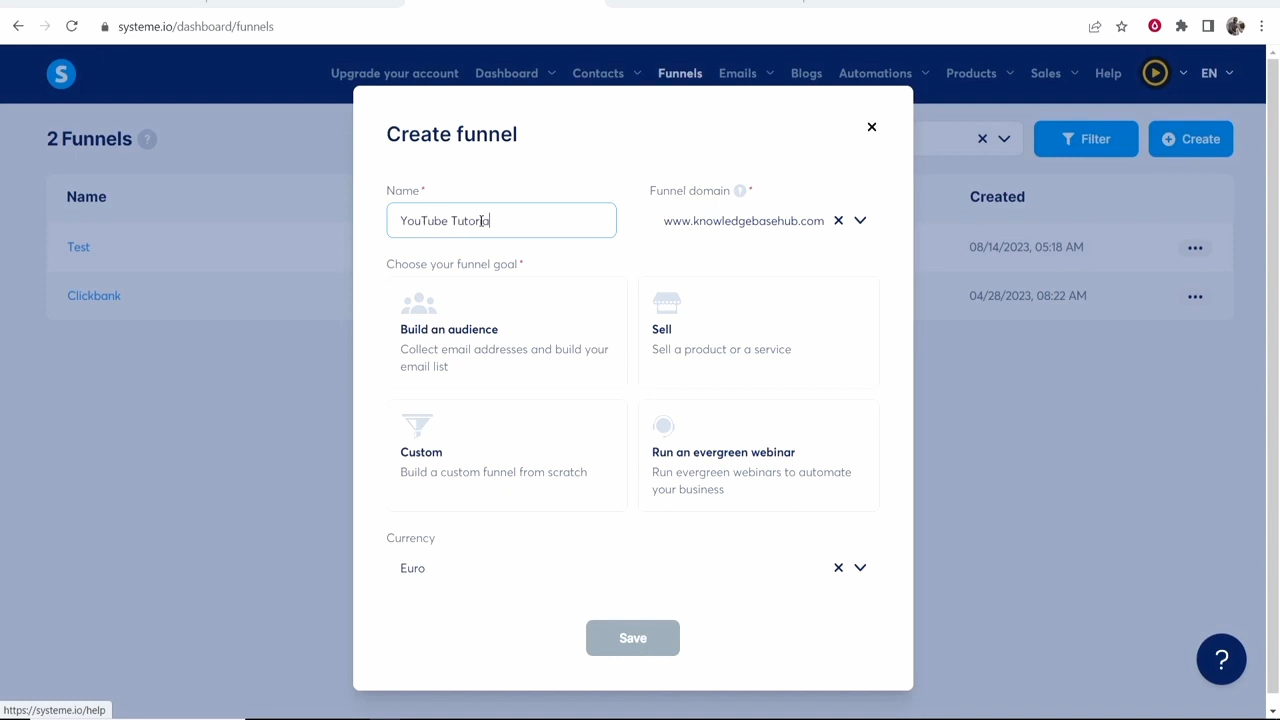 systeme.io/dashboard/funnels
S
Upgrade your account Dashboard Contacts Funnels Emails Blogs Automations Products Sales Help EN
2 Funnels ?
Filter
Create
Name
Created
Test
08/14/2023, 05:18 AM
Clickbank
04/28/2023, 08:22 AM
Create funnel
Name*
Funnel domain ? *
YouTube Tutoria
www.knowledgebasehub.com
Choose your funnel goal*
Build an audience
Collect email addresses and build your
email list
Sell
Sell a product or a service
Custom
Build a custom funnel from scratch
Run an evergreen webinar
Run evergreen webinars to automate
your business
Currency
Euro
Save
?
https://systeme.io/help